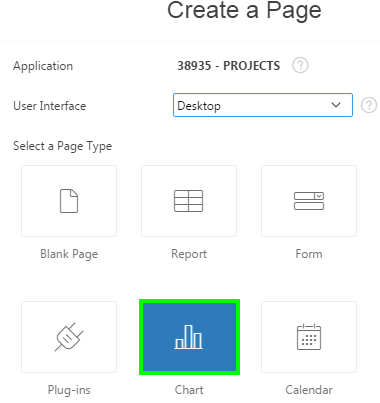 Create a Page
Application 38935 - PROJECTS ?
User Interface Desktop ?
Select a Page Type
Blank Page Report Form
Plug-ins Chart Calendar